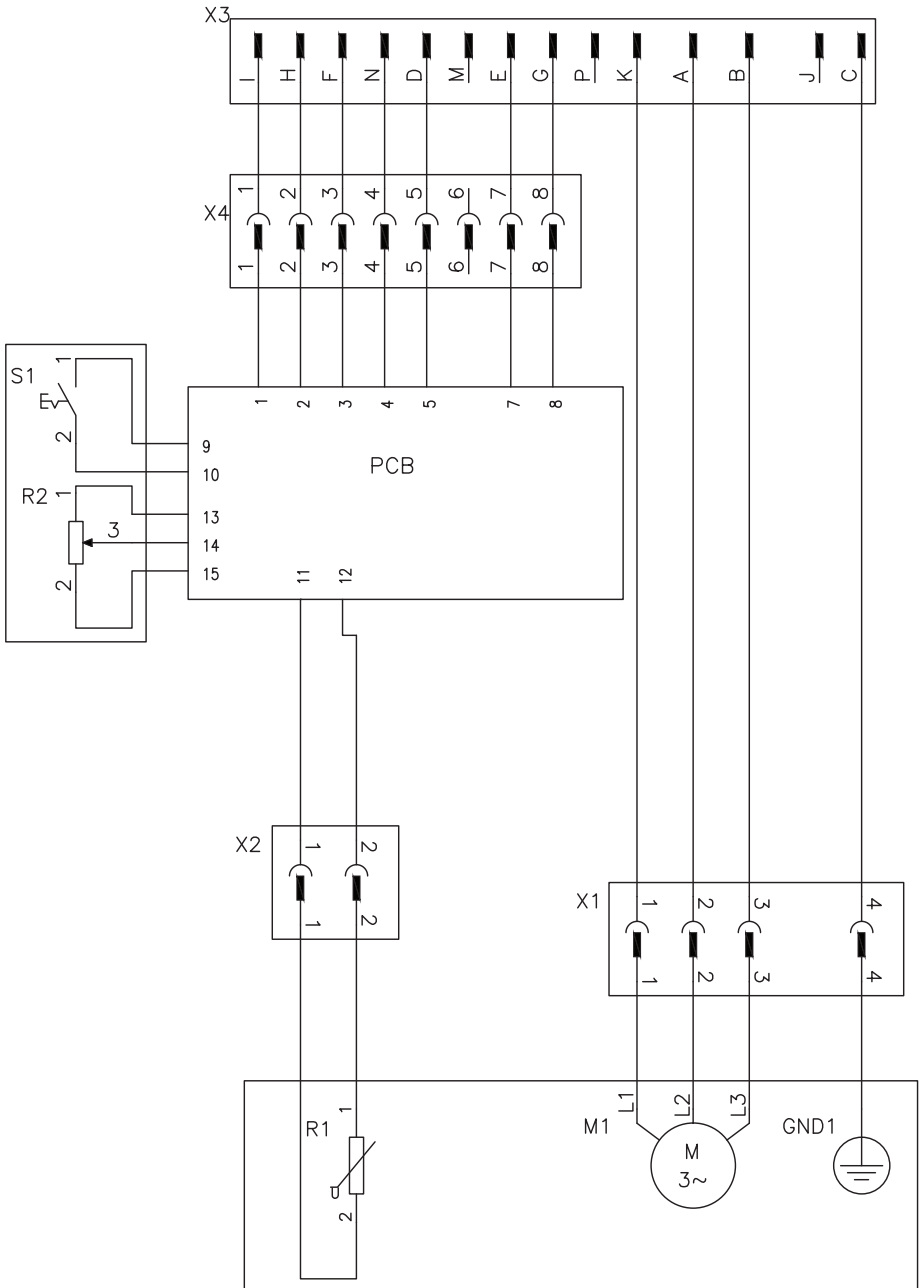 X3
I H F N D M E G P K A B J C
1 2 3 4 5 6 7 8
X4
1 2 3 4 5 6 7 8
1 2 3 4 5 7 8
S1
1
2
9
10
PCB
R2
1
3
2
13
14
15
11 12
X2
1 2
1 2
X1
1 2 3 4
1 2 3 4
R1
1
2
M1
L1 L2 L3
M
3~
GND1